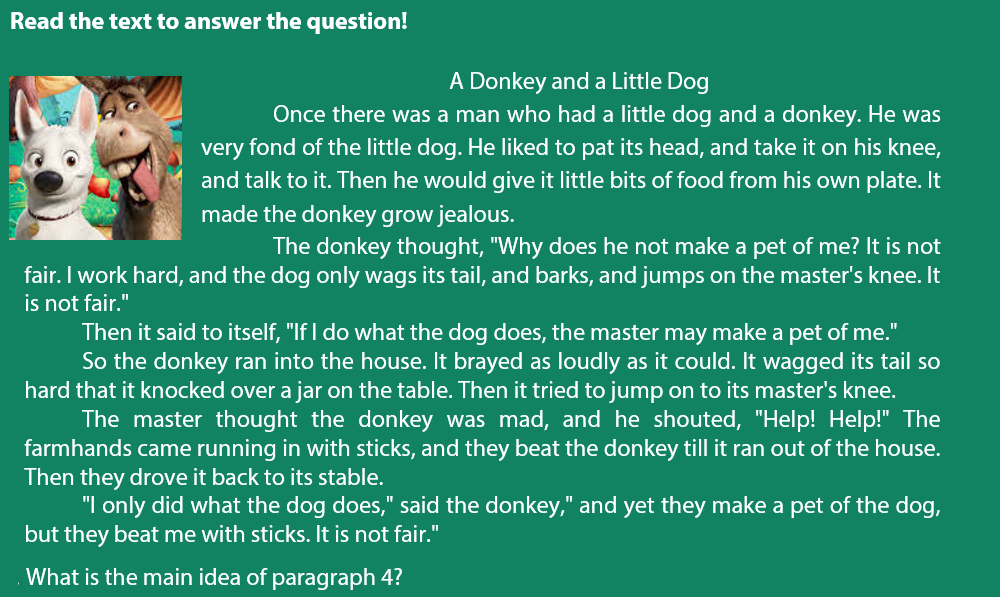 Read the text to answer the question!
A Donkey and a Little Dog
Once there was a man who had a little dog and a donkey. He was
very fond of the little dog. He liked to pat its head, and take it on his knee,
and talk to it. Then he would give it little bits of food from his own plate. It
made the donkey grow jealous.
The donkey thought, "Why does he not make a pet of me? It is not
fair. I work hard, and the dog only wags its tail, and barks, and jumps on the master's knee. It
is not fair."
Then it said to itself, "If I do what the dog does, the master may make a pet of me."
So the donkey ran into the house. It brayed as loudly as it could. It wagged its tail so
hard that it knocked over a jar on the table. Then it tried to jump on to its master's knee.
The master thought the donkey was mad, and he shouted, "Help! Help!" The
farmhands came running in with sticks, and they beat the donkey till it ran out of the house.
Then they drove it back to its stable.
"I only did what the dog does," said the donkey," and yet they make a pet of the dog,
but they beat me with sticks. It is not fair."
. What is the main idea of paragraph 4?